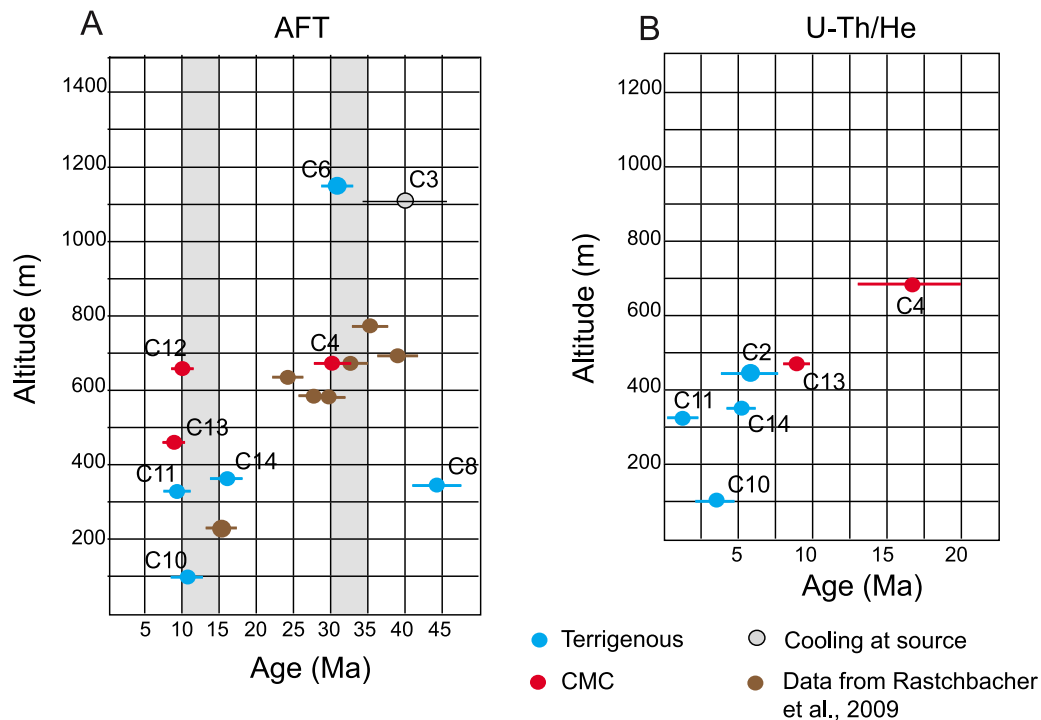 A
AFT
Altitude (m)
1400
1200
1000
800
600
400
200
C6
C3
C12
C4
C13
C11
C14
C8
C10
5 10 15 20 25 30 35 40 45
Age (Ma)
B
U-Th/He
Altitude (m)
1200
1000
800
600
400
200
C4
C2
C13
C11
C14
C10
5 10 15 20
Age (Ma)
Terrigenous
CMC
Cooling at source
Data from Rastchbacher
et al., 2009